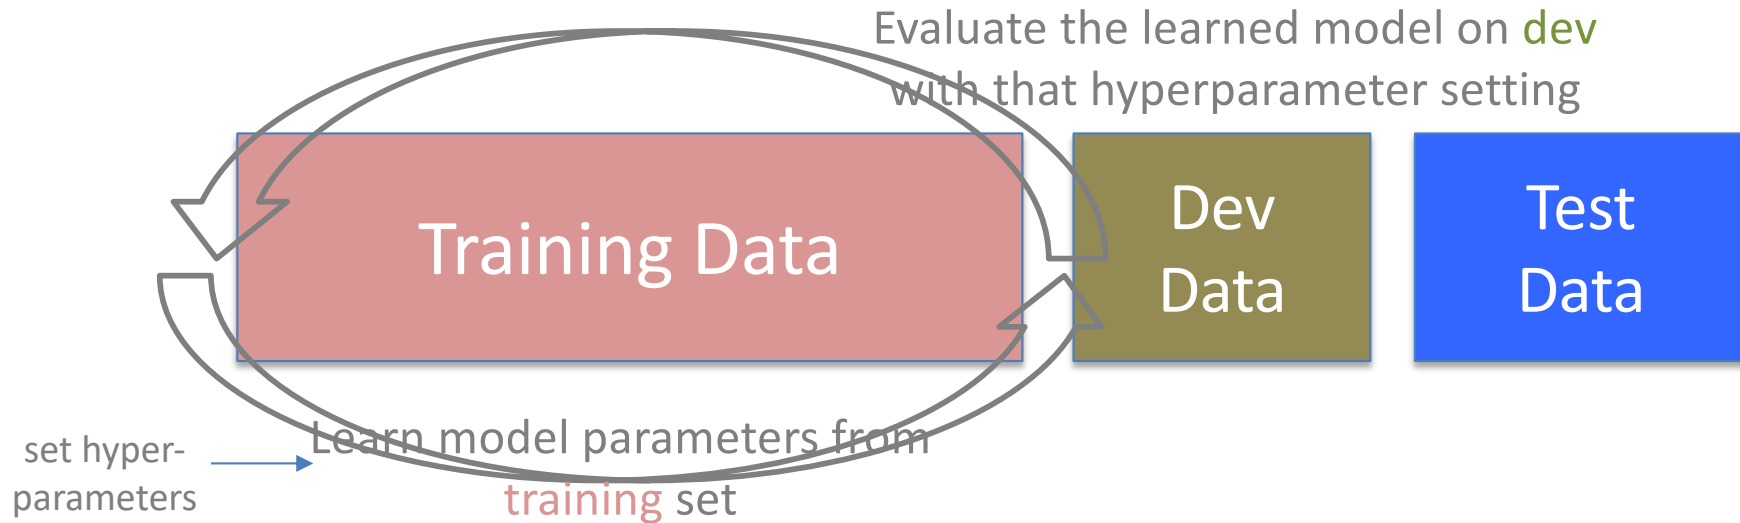 Evaluate the learned model on dev
with that hyperparameter setting
Training Data
Dev
Data
Test
Data
set hyper-
parameters
Learn model parameters from
training set